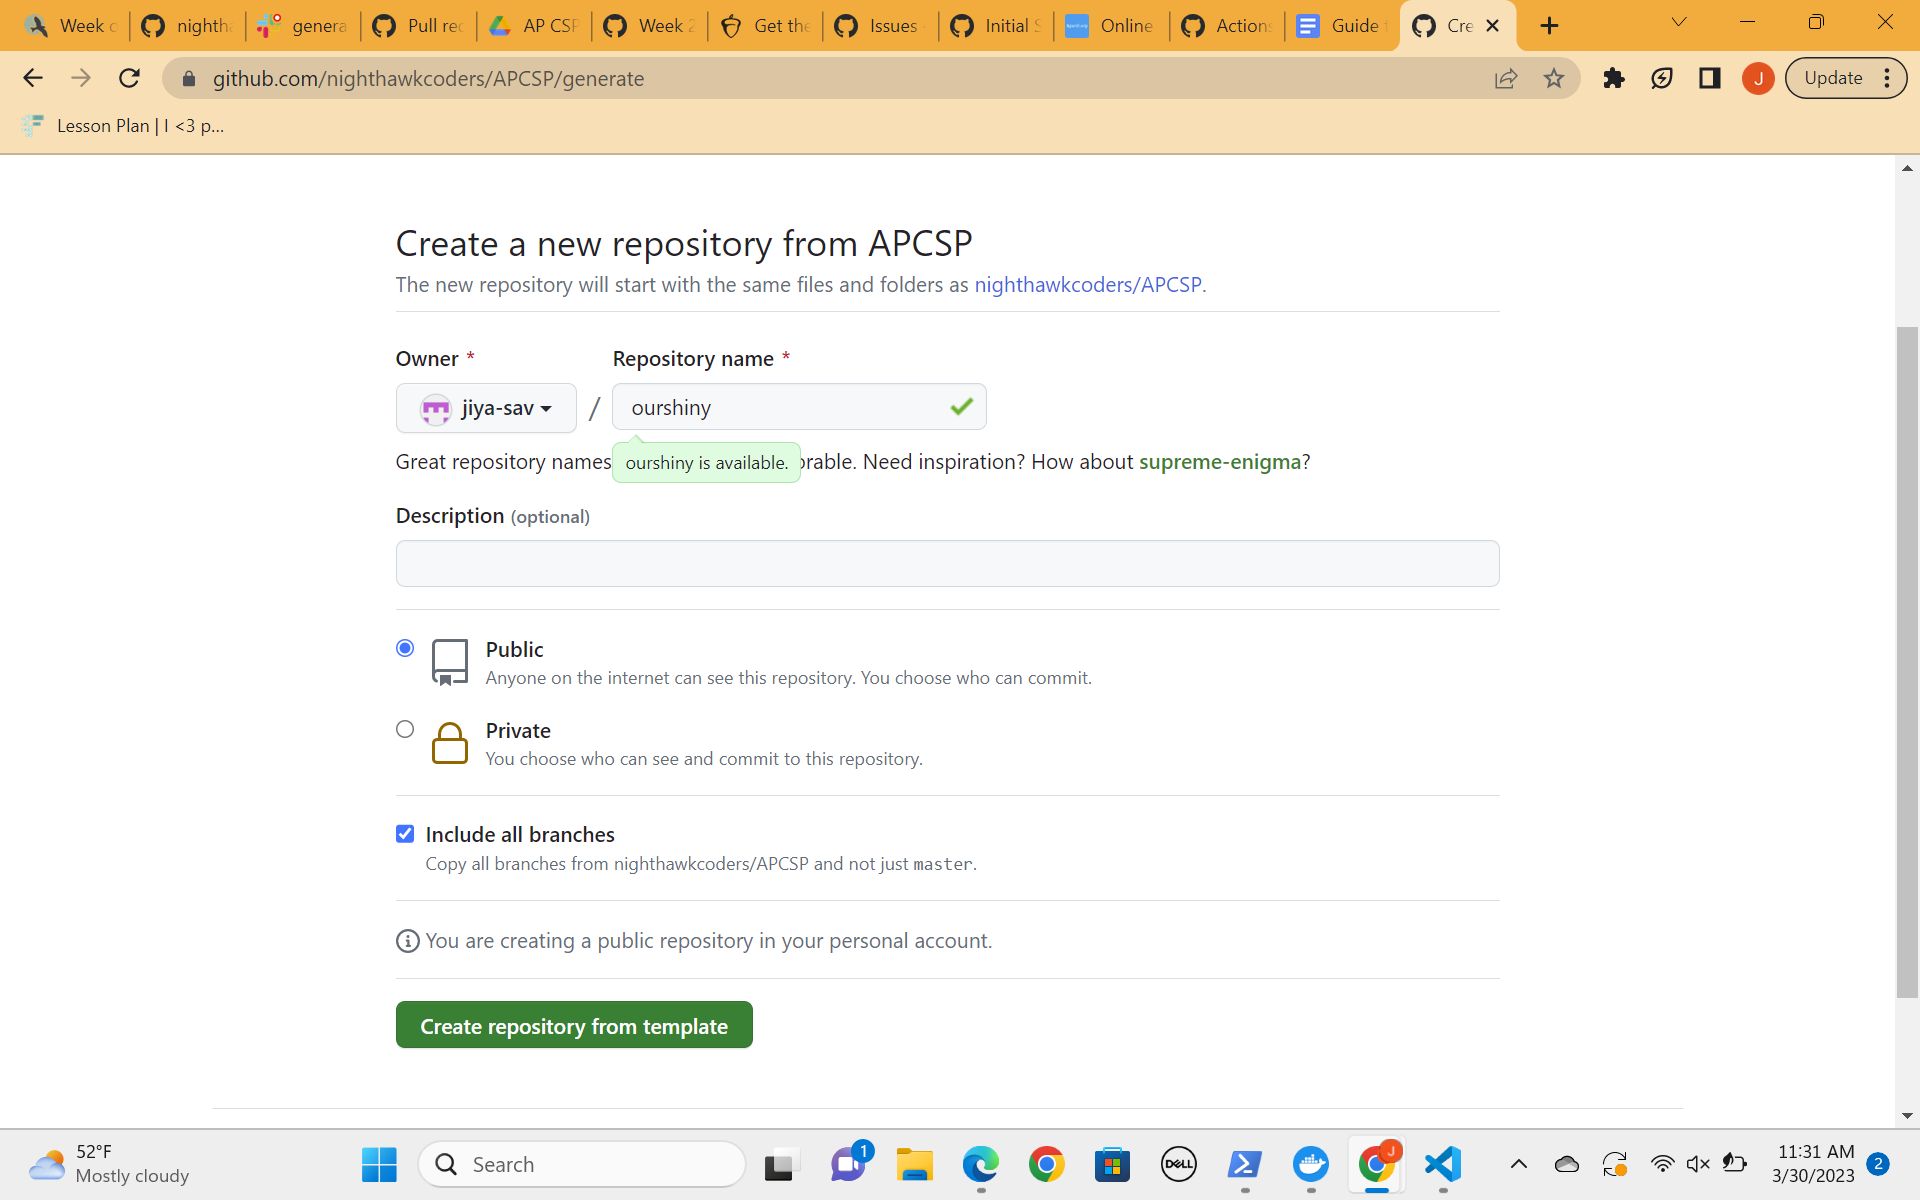 Week o
nightha
genera
Pull rec
AP CSP
Week 2
Get the
Issues
Initial S
Online
Actions
Guide
Cre
github.com/nighthawkcoders/APCSP/generate
J
Update
Lesson Plan | I <3 p...
Create a new repository from APCSP
The new repository will start with the same files and folders as nighthawkcoders/APCSP.
Owner *
Repository name *
jiya-sav
/
ourshiny
Great repository names
ourshiny is available.
orable. Need inspiration? How about supreme-enigma?
Description (optional)
Public
Anyone on the internet can see this repository. You choose who can commit.
Private
You choose who can see and commit to this repository.
Include all branches
Copy all branches from nighthawkcoders/APCSP and not just master.
You are creating a public repository in your personal account.
Create repository from template
52°F
Mostly cloudy
Search
1
DELL
J
11:31 AM
3/30/2023
2